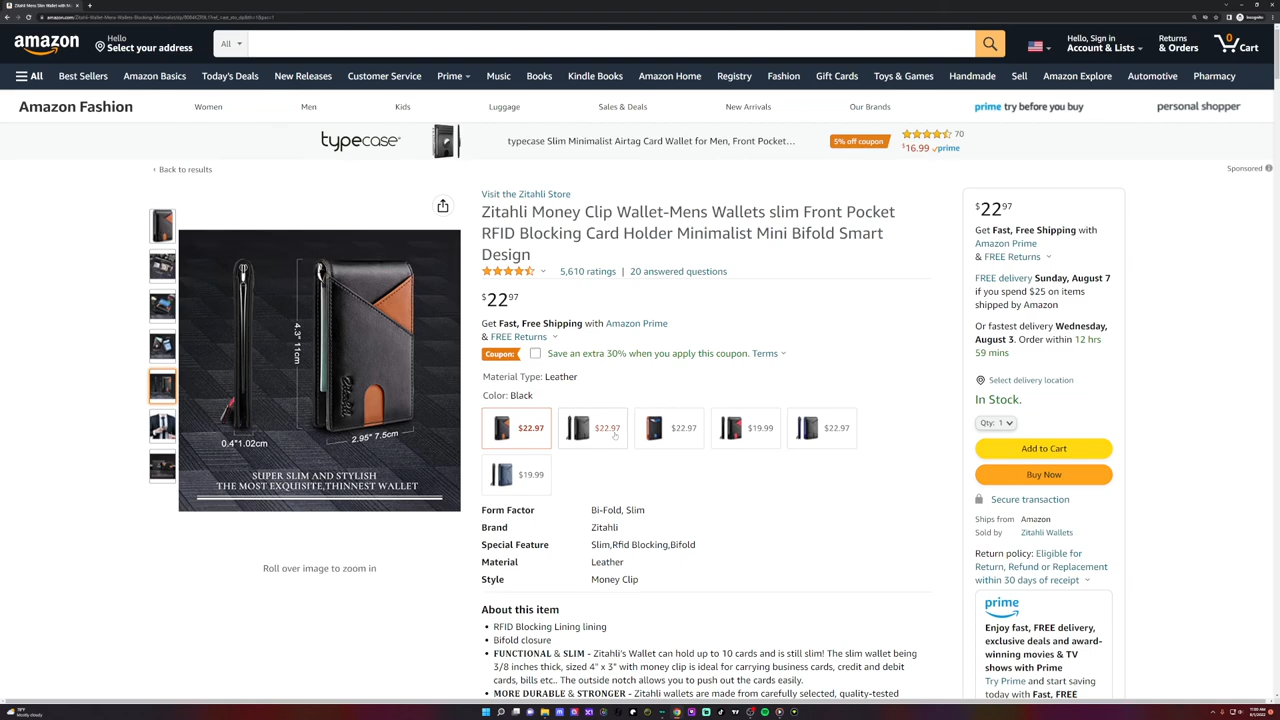 Zitahli Mens Slim Wallet with M
Incognito
amazon
Hello
Select your address
All
Hello, Sign in
Account & Lists
Returns
& Orders
0
Cart
All
Best Sellers
Amazon Basics
Today's Deals
New Releases
Customer Service
Prime
Music
Books
Kindle Books
Amazon Home
Registry
Fashion
Gift Cards
Toys & Games
Handmade
Sell
Amazon Explore
Automotive
Pharmacy
Amazon Fashion
Women
Men
Kids
Luggage
Sales & Deals
New Arrivals
Our Brands
prime try before you buy
personal shopper
typecase
typecase Slim Minimalist Airtag Card Wallet for Men, Front Pocket…
5% off coupon
70
$16.99 prime
‹ Back to results
Sponsored
Visit the Zitahli Store
Zitahli Money Clip Wallet-Mens Wallets slim Front Pocket
RFID Blocking Card Holder Minimalist Mini Bifold Smart
Design
5,610 ratings | 20 answered questions
$22.97
Get Fast, Free Shipping with Amazon Prime
& FREE Returns
Coupon: Save an extra 30% when you apply this coupon. Terms
Material Type: Leather
Color: Black
$22.97
$22.97
$22.97
$19.99
$22.97
$19.99
Form Factor Bi-Fold, Slim
Brand Zitahli
Special Feature Slim,Rfid Blocking,Bifold
Material Leather
Style Money Clip
About this item
• RFID Blocking Lining lining
• Bifold closure
• FUNCTIONAL & SLIM - Zitahli's Wallet can hold up to 10 cards and is still slim! The slim wallet being
3/8 inches thick, sized 4" x 3" with money clip is ideal for carrying business cards, credit and debit
cards, bills etc.. The outside notch allows you to push out the cards easily.
• MORE DURABLE & STRONGER - Zitahli wallets are made from carefully selected, quality-tested
4.3" 11cm
0.4"1.02cm
2.95" 7.5cm
SUPER SLIM AND STYLISH
THE MOST EXQUISITE,THINNEST WALLET
Roll over image to zoom in
$22.97
Get Fast, Free Shipping with
Amazon Prime
& FREE Returns
FREE delivery Sunday, August 7
if you spend $25 on items
shipped by Amazon
Or fastest delivery Wednesday,
August 3. Order within 12 hrs
59 mins
Select delivery location
In Stock.
Qty: 1
Add to Cart
Buy Now
Secure transaction
Ships from Amazon
Sold by Zitahli Wallets
Return policy: Eligible for
Return, Refund or Replacement
within 30 days of receipt
prime
Enjoy fast, FREE delivery,
exclusive deals and award-
winning movies & TV
shows with Prime
Try Prime and start saving
today with Fast, FREE
Mostly cloudy